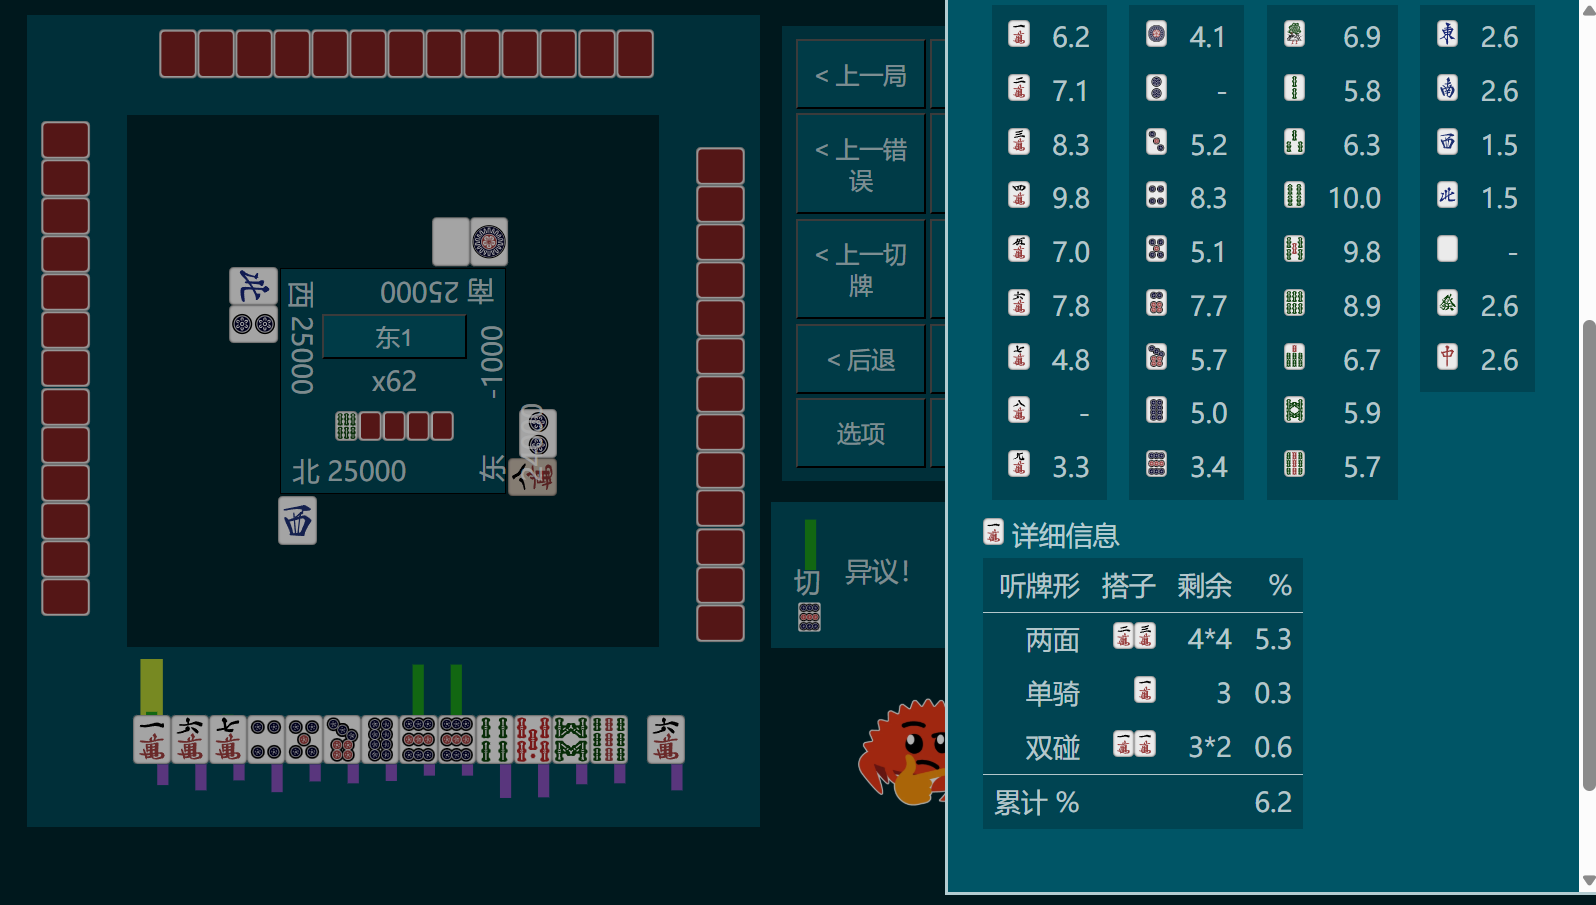 < 上一局
< 上一错
误
< 上一切
牌
< 后退
选项
南 25000
西 25000
东1
x62
-1000
北 25000
东
切
异议！
6.2
7.1
8.3
9.8
7.0
7.8
4.8
-
3.3
4.1
-
5.2
8.3
5.1
7.7
5.7
5.0
3.4
6.9
5.8
6.3
10.0
9.8
8.9
6.7
5.9
5.7
2.6
2.6
1.5
1.5
-
2.6
2.6
详细信息
听牌形 搭子 剩余 %
两面 4*4 5.3
单骑 3 0.3
双碰 3*2 0.6
累计 % 6.2